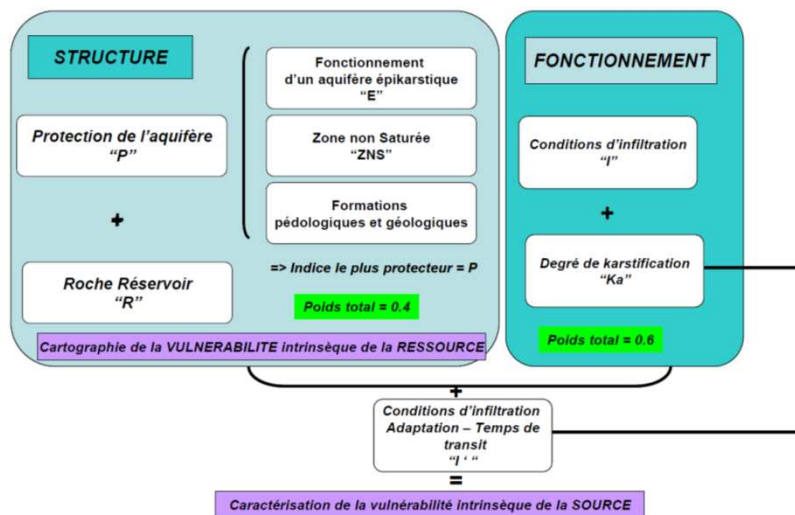 STRUCTURE
Protection de l'aquifère
"P"
+
Roche Réservoir
"R"
Fonctionnement
d'un aquifère épikarstique
"E"
Zone non Saturée
"ZNS"
Formations
pédologiques et géologiques
=> Indice le plus protecteur = P
Poids total = 0.4
Cartographie de la VULNERABILITE intrinsèque de la RESSOURCE
FONCTIONNEMENT
Conditions d'infiltration
"I"
+
Degré de karstification
"Ka"
Poids total = 0.6
+
Conditions d'infiltration
Adaptation – Temps de
transit
"I ' "
=
Caractérisation de la vulnérabilité intrinsèque de la SOURCE